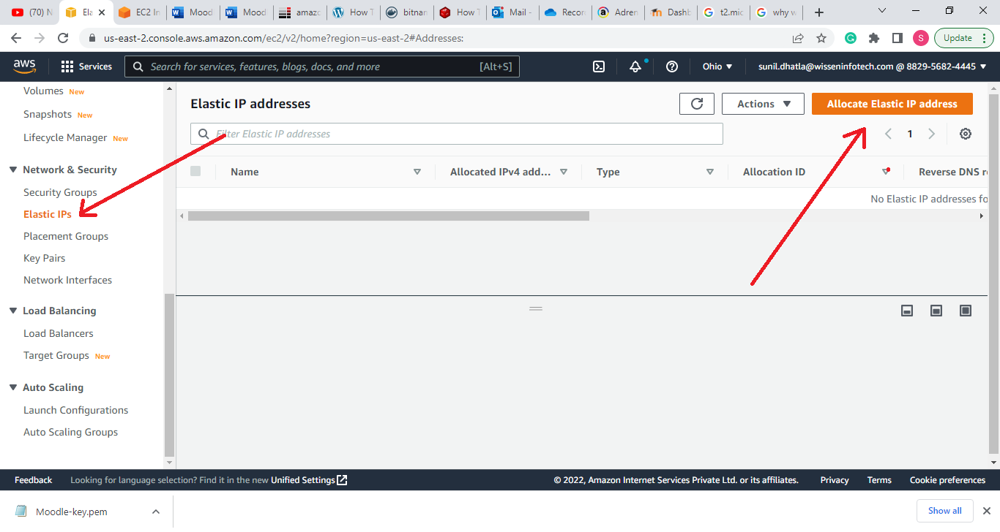 (70) N
Ela
EC2 In
Mood
Mood
amazo
How T
bitnan
How T
Mail -
Recor
Adren
Dashb
t2.mic
why w
us-east-2.console.aws.amazon.com/ec2/v2/home?region=us-east-2#Addresses:
S
Update
aws
Services
Search for services, features, blogs, docs, and more
[Alt+S]
Ohio
sunil.dhatla@wisseninfotech.com @ 8829-5682-4445
Volumes New
Snapshots New
Lifecycle Manager New
Network & Security
Security Groups
Elastic IPs
Placement Groups
Key Pairs
Network Interfaces
Load Balancing
Load Balancers
Target Groups New
Auto Scaling
Launch Configurations
Auto Scaling Groups
Elastic IP addresses
Actions
Allocate Elastic IP address
Filter Elastic IP addresses
1
Name
Allocated IPv4 add...
Type
Allocation ID
Reverse DNS r
No Elastic IP addresses fo
Feedback
Looking for language selection? Find it in the new Unified Settings
© 2022, Amazon Internet Services Private Ltd. or its affiliates.
Privacy
Terms
Cookie preferences
Moodle-key.pem
Show all